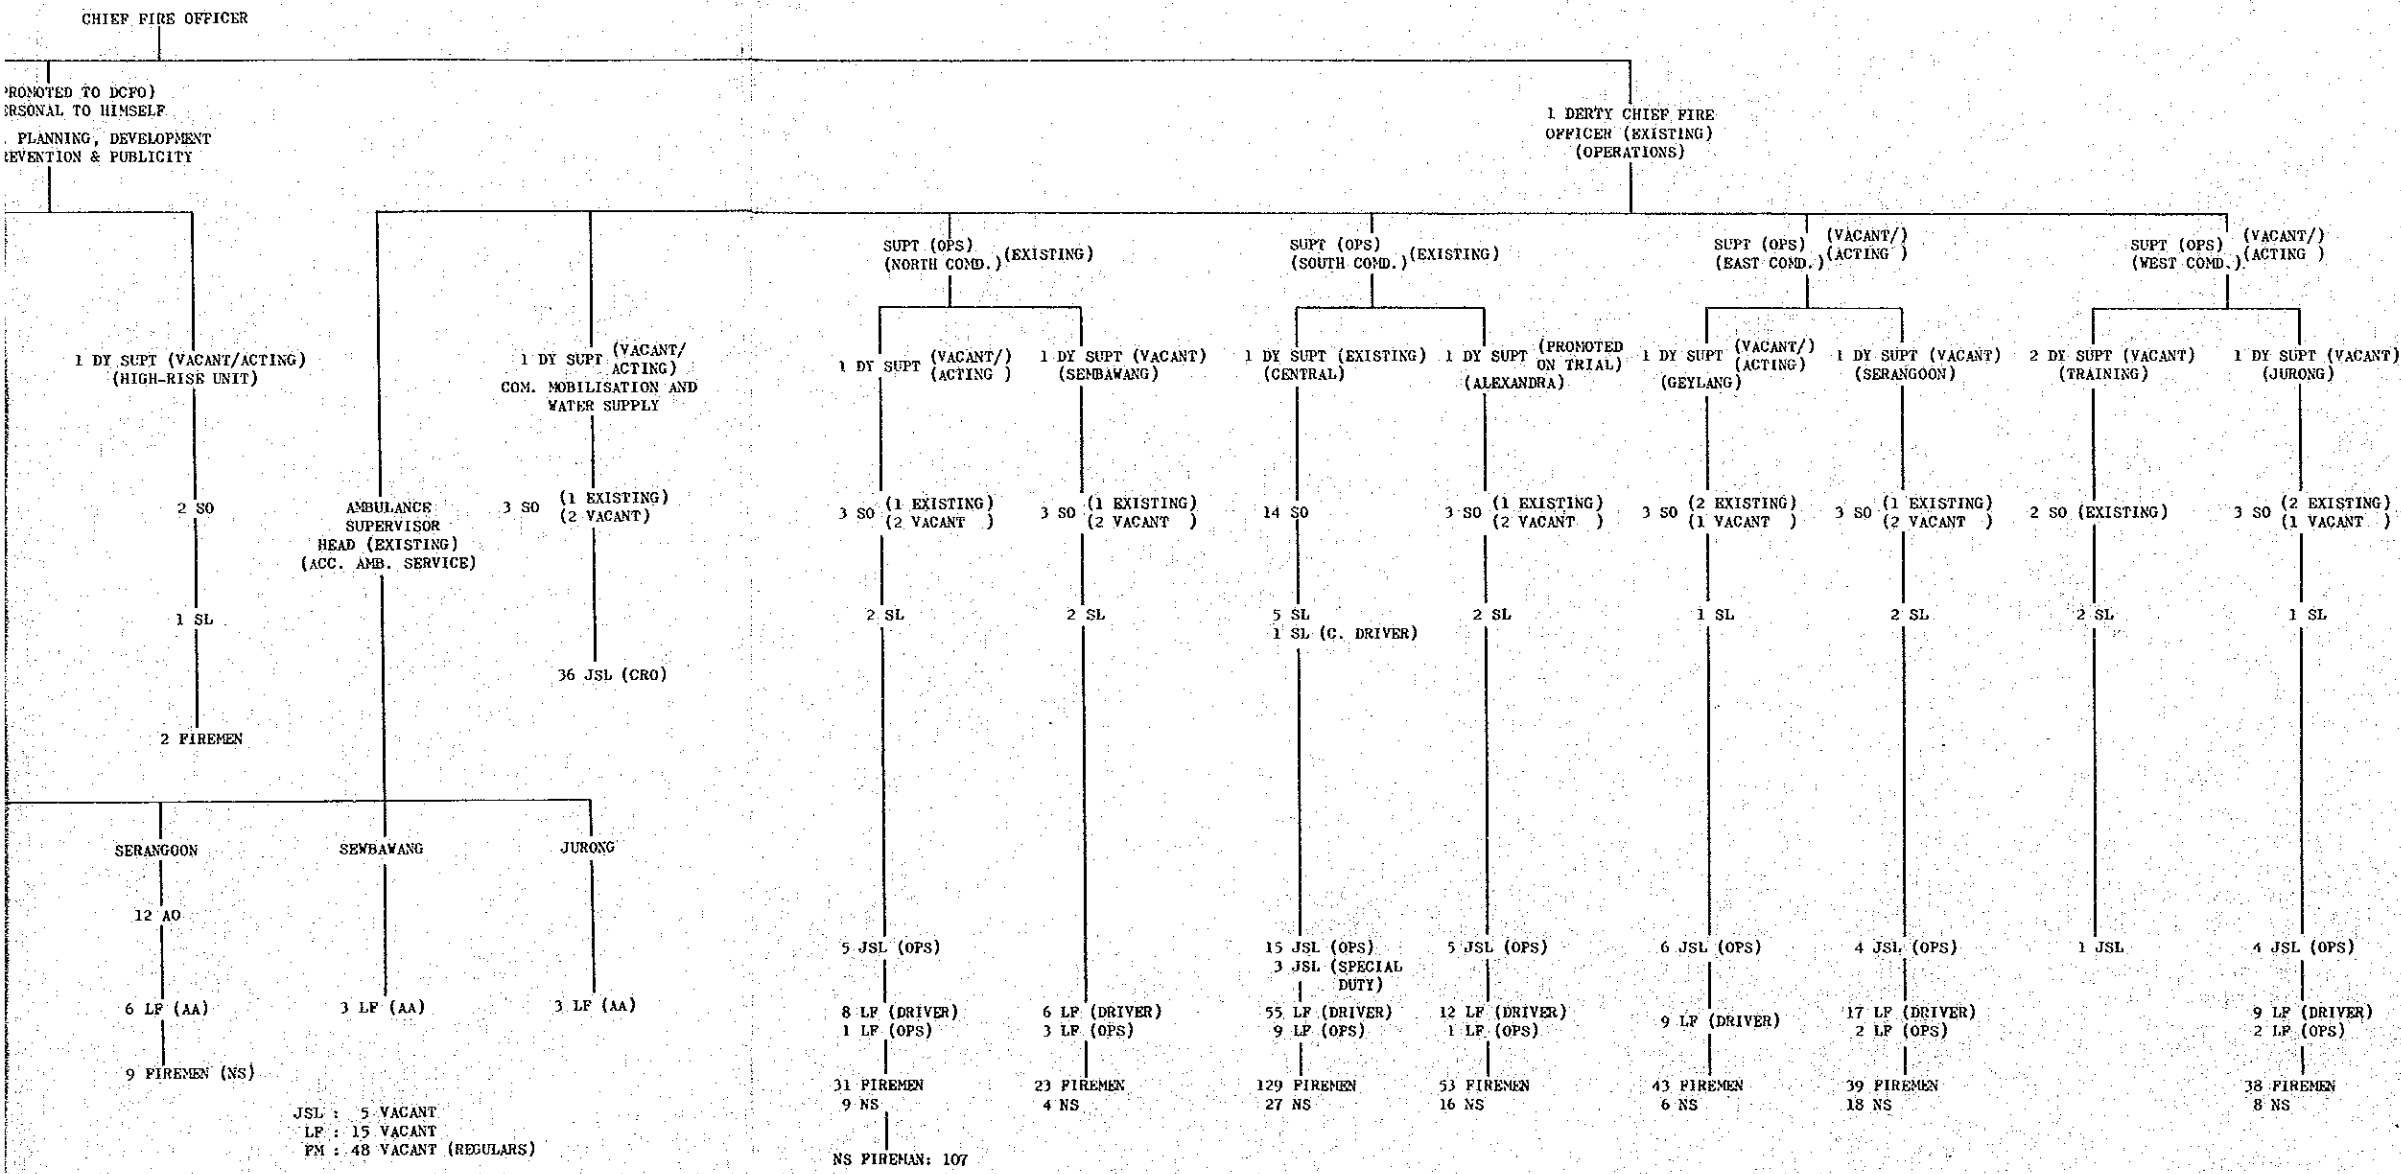 CHIEF FIRE OFFICER
PROMOTED TO DCFO)
ERSONAL TO HIMSELF
. PLANNING, DEVELOPMENT
REVENTION & PUBLICITY
1 DERTY CHIEF FIRE
OFFICER (EXISTING)
(OPERATIONS)
SUPT (OPS)
(NORTH COMD.) (EXISTING)
SUPT (OPS)
(SOUTH COMD.) (EXISTING)
SUPT (OPS) (VACANT/)
(EAST COMD.) (ACTING )
SUPT (OPS) (VACANT/)
(WEST COMD.) (ACTING )
1 DY SUPT (VACANT/ACTING)
(HIGH-RISE UNIT)
1 DY SUPT (VACANT/
ACTING)
COM. MOBILISATION AND
WATER SUPPLY
1 DY SUPT (VACANT/)
(ACTING )
1 DY SUPT (VACANT)
(SEMBAWANG)
1 DY SUPT (EXISTING)
(CENTRAL)
1 DY SUPT (PROMOTED
ON TRIAL)
(ALEXANDRA)
1 DY SUPT (VACANT/)
(ACTING)
(GEYLANG)
1 DY SUPT (VACANT)
(SERANGOON)
2 DY SUPT (VACANT)
(TRAINING)
1 DY SUPT (VACANT)
(JURONG)
2 SO
AMBULANCE
SUPERVISOR
HEAD (EXISTING)
(ACC. AMB. SERVICE)
3 SO (1 EXISTING)
(2 VACANT)
3 SO (1 EXISTING)
(2 VACANT )
3 SO (1 EXISTING)
(2 VACANT )
14 SO
3 SO (1 EXISTING)
(2 VACANT )
3 SO (2 EXISTING)
(1 VACANT )
3 SO (1 EXISTING)
(2 VACANT )
2 SO (EXISTING)
3 SO (2 EXISTING)
(1 VACANT )
1 SL
2 SL
2 SL
5 SL
1 SL (C. DRIVER)
2 SL
1 SL
2 SL
2 SL
1 SL
36 JSL (CRO)
2 FIREMEN
SERANGOON
SEWBAWANG
JURONG
12 AO
5 JSL (OPS)
15 JSL (OPS)
3 JSL (SPECIAL
DUTY)
5 JSL (OPS)
6 JSL (OPS)
4 JSL (OPS)
1 JSL
4 JSL (OPS)
6 LF (AA)
3 LF (AA)
3 LF (AA)
8 LF (DRIVER)
1 LF (OPS)
6 LF (DRIVER)
3 LF (OPS)
55 LF (DRIVER)
9 LF (OPS)
12 LF (DRIVER)
1 LF (OPS)
9 LF (DRIVER)
17 LF (DRIVER)
2 LF (OPS)
9 LF (DRIVER)
2 LF (OPS)
9 FIREMEN (NS)
31 FIREMEN
9 NS
23 FIREMEN
4 NS
129 FIREMEN
27 NS
53 FIREMEN
16 NS
43 FIREMEN
6 NS
39 FIREMEN
18 NS
38 FIREMEN
8 NS
JSL : 5 VACANT
LF : 15 VACANT
FM : 48 VACANT (REGULARS)
NS FIREMAN: 107